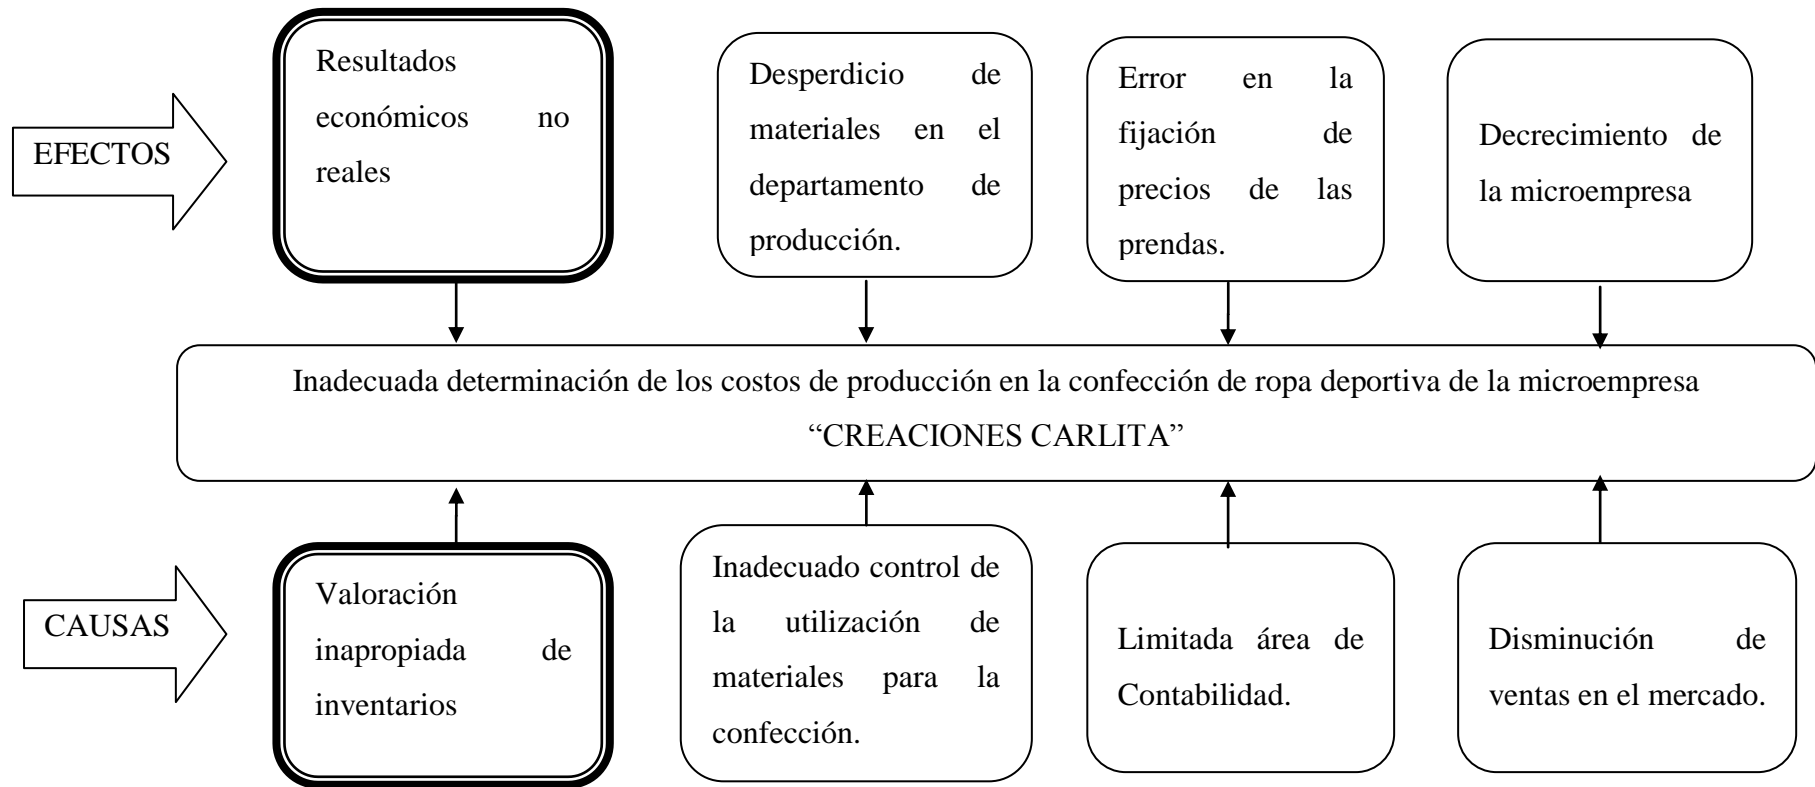 EFECTOS
Resultados
económicos no
reales
Desperdicio de
materiales en el
departamento de
producción.
Error en la
fijación de
precios de las
prendas.
Decrecimiento de
la microempresa
Inadecuada determinación de los costos de producción en la confección de ropa deportiva de la microempresa
“CREACIONES CARLITA”
CAUSAS
Valoración
inapropiada de
inventarios
Inadecuado control de
la utilización de
materiales para la
confección.
Limitada área de
Contabilidad.
Disminución de
ventas en el mercado.